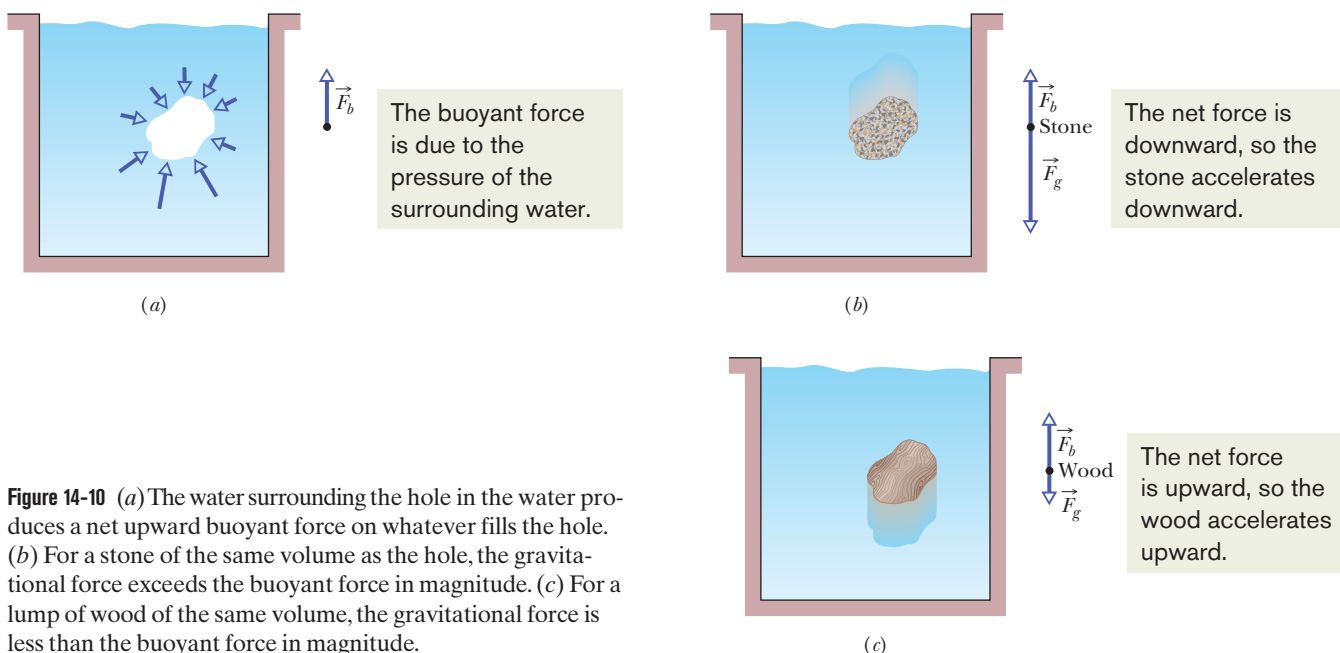 F_b
The buoyant force
is due to the
pressure of the
surrounding water.
(a)
F_b
Stone
F_g
The net force is
downward, so the
stone accelerates
downward.
(b)
F_b
Wood
F_g
The net force
is upward, so the
wood accelerates
upward.
(c)
Figure 14-10 (a) The water surrounding the hole in the water pro-
duces a net upward buoyant force on whatever fills the hole.
(b) For a stone of the same volume as the hole, the gravita-
tional force exceeds the buoyant force in magnitude. (c) For a
lump of wood of the same volume, the gravitational force is
less than the buoyant force in magnitude.